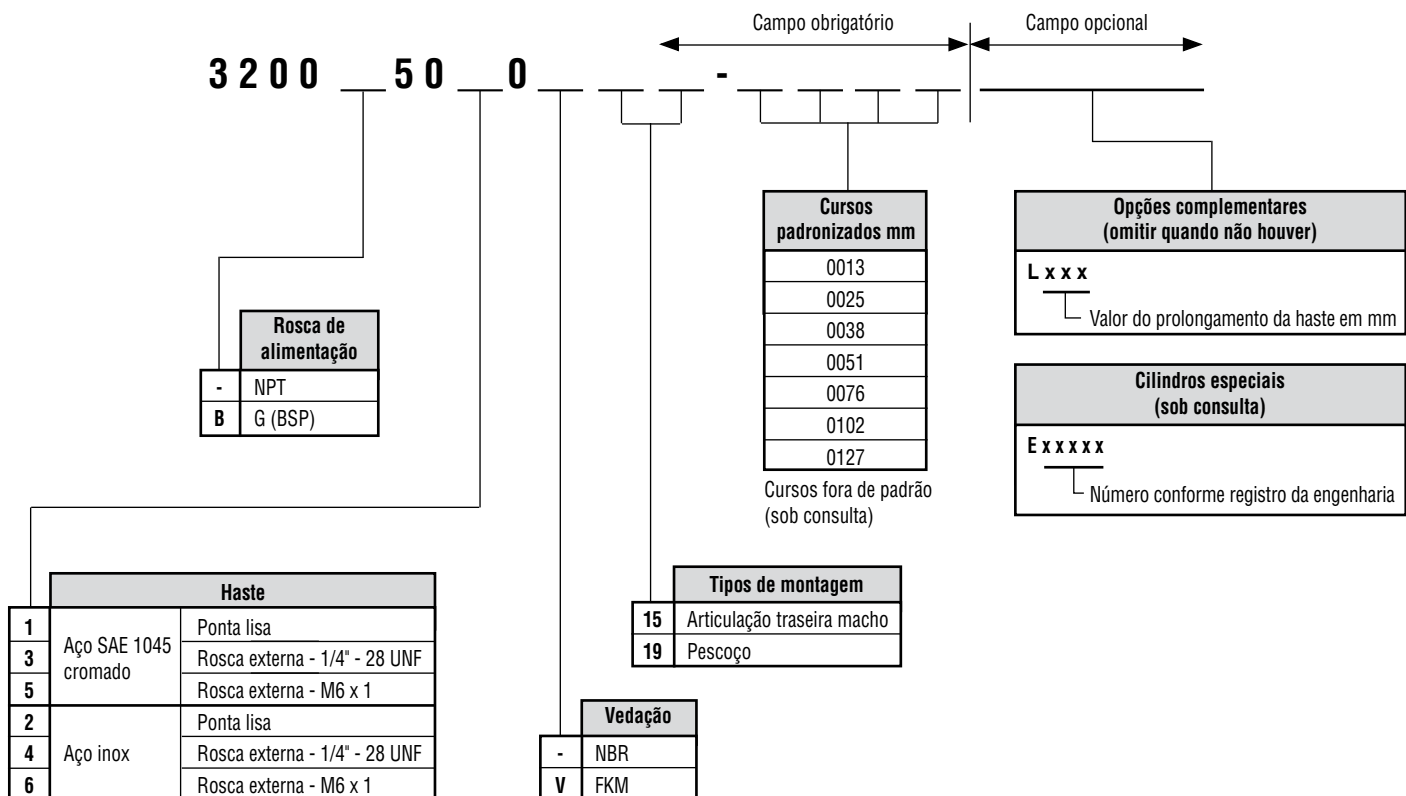 Campo obrigatório Campo opcional
3200 __ 50 __ 0 __ __ __ - __ __ __ __
Cursos
padronizados mm
0013
0025
0038
0051
0076
0102
0127
Cursos fora de padrão
(sob consulta)
Opções complementares
(omitir quando não houver)
L x x x
Valor do prolongamento da haste em mm
Cilindros especiais
(sob consulta)
E x x x x x
Número conforme registro da engenharia
Rosca de
alimentação
- NPT
B G (BSP)
Haste
Aço SAE 1045
cromado
1 Ponta lisa
3 Rosca externa - 1/4" - 28 UNF
5 Rosca externa - M6 x 1
Aço inox
2 Ponta lisa
4 Rosca externa - 1/4" - 28 UNF
6 Rosca externa - M6 x 1
Tipos de montagem
15 Articulação traseira macho
19 Pescoço
Vedação
- NBR
V FKM